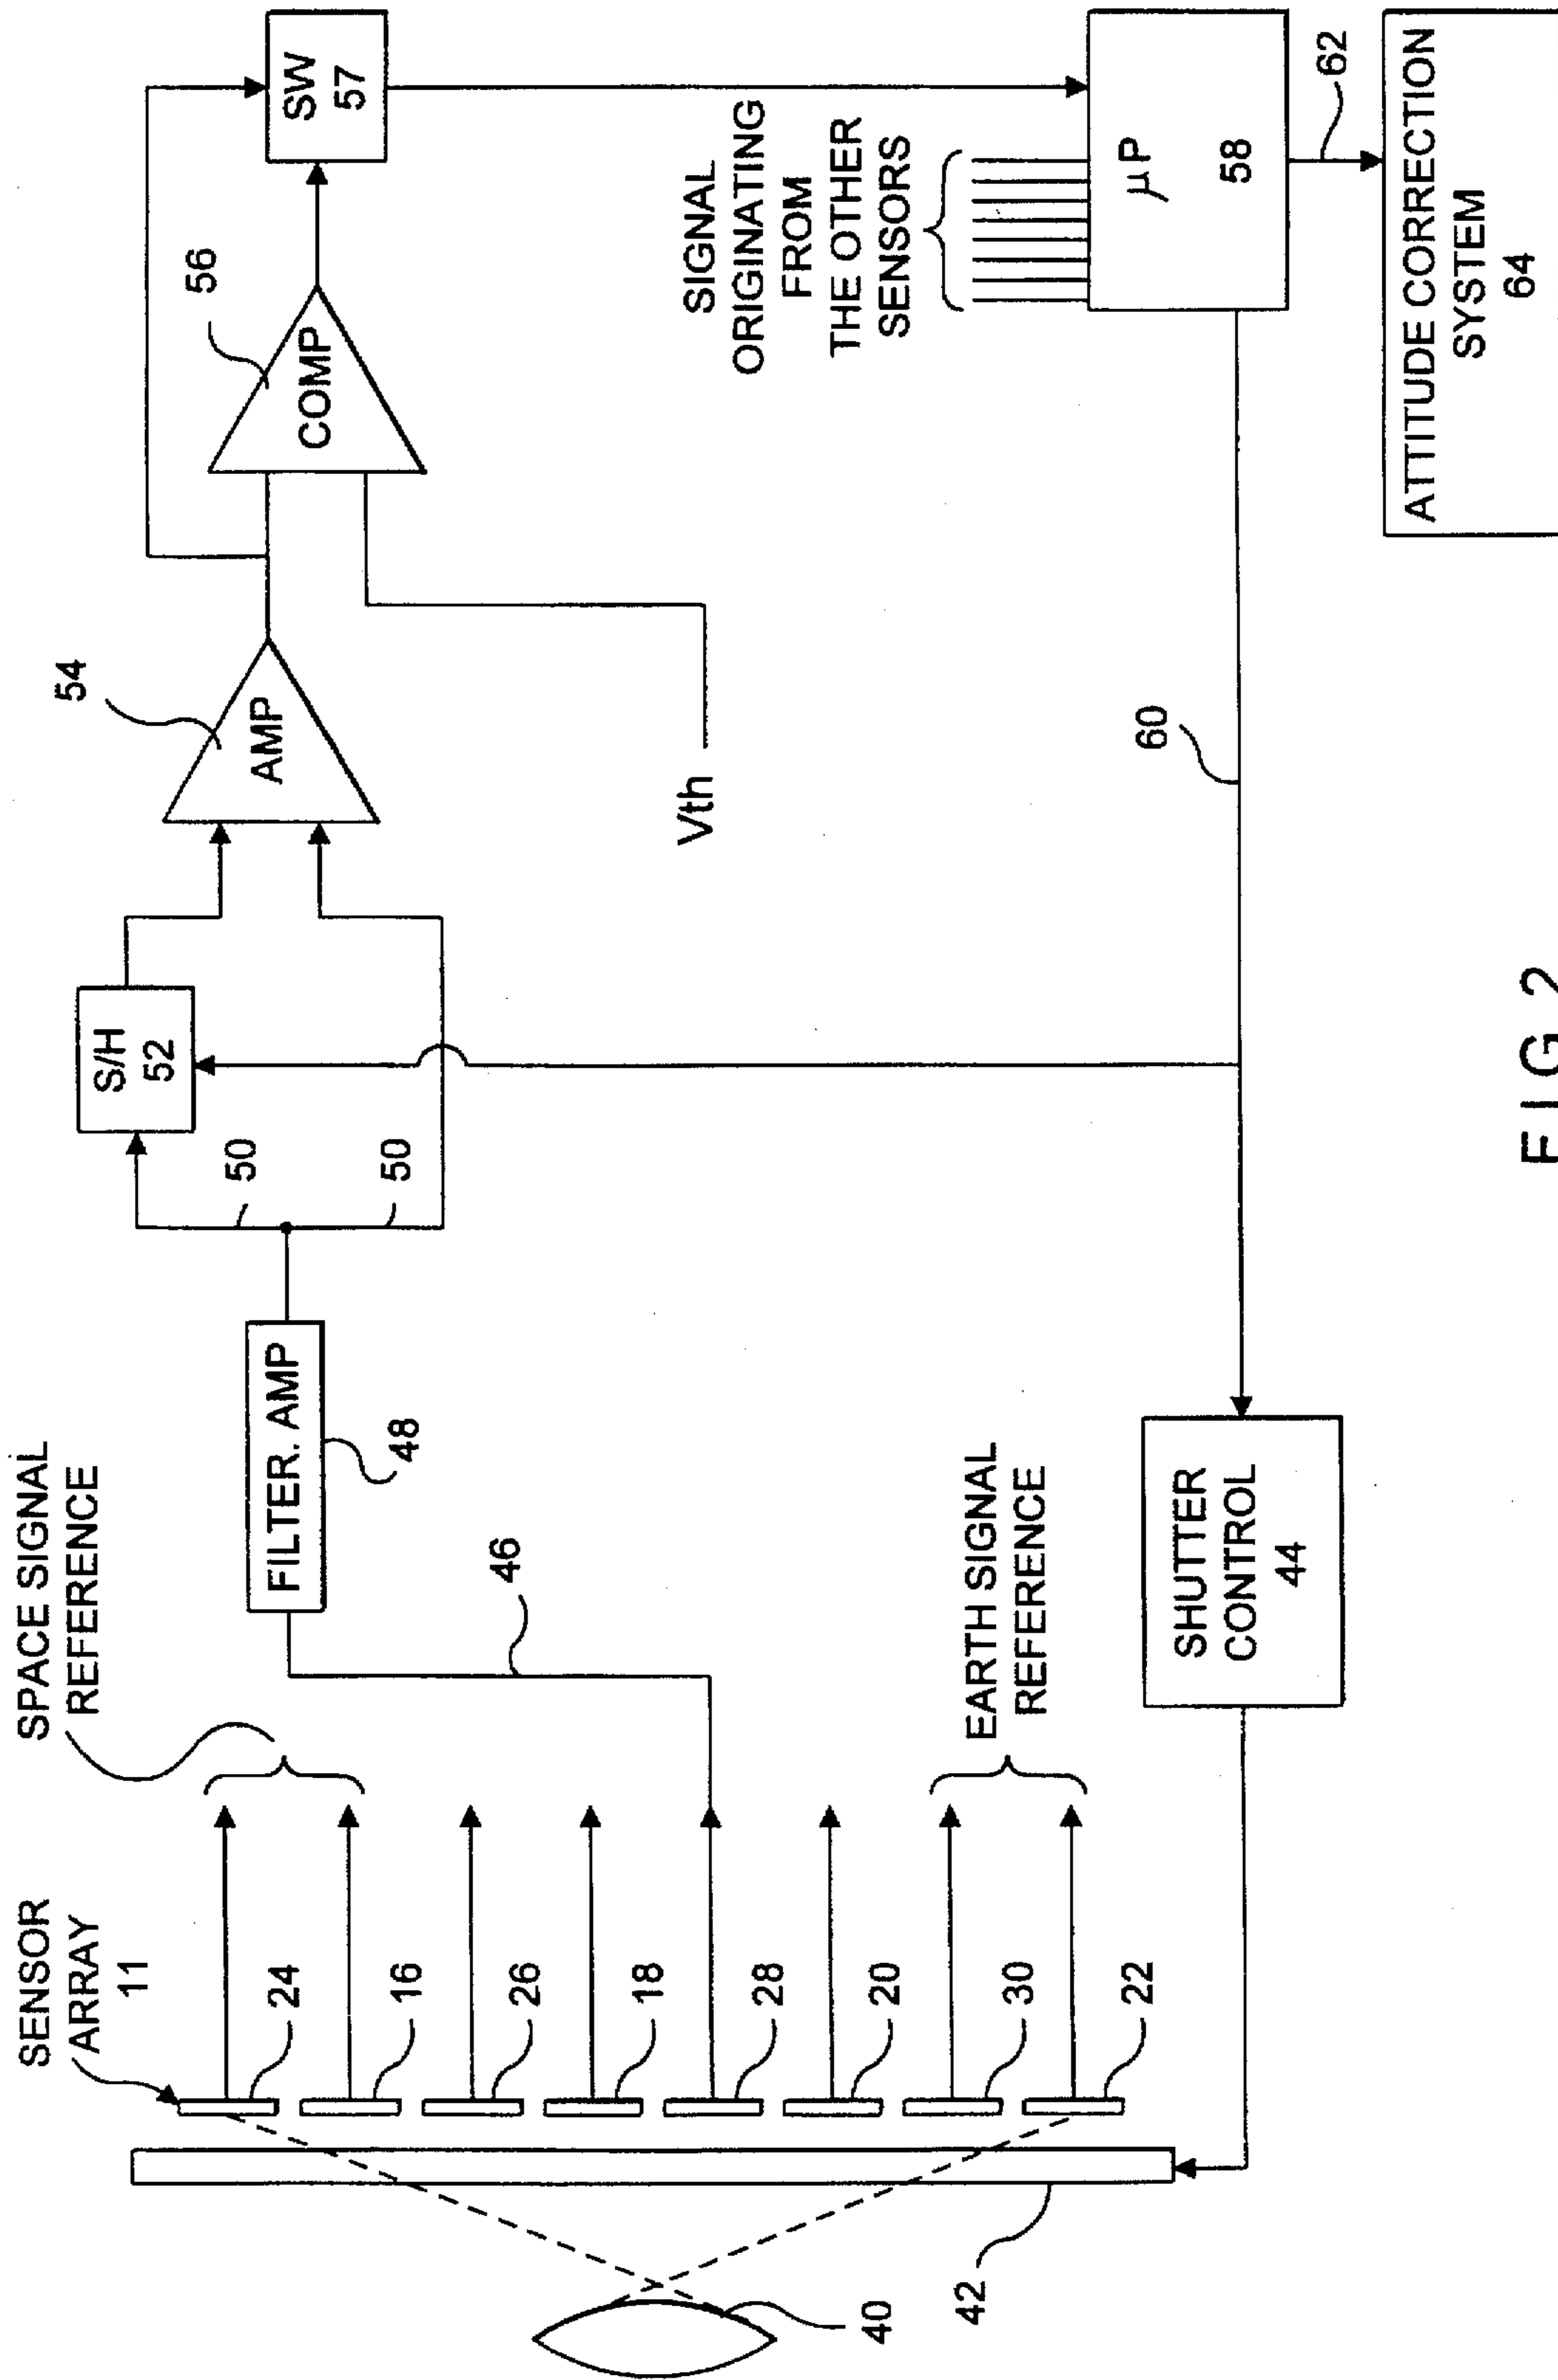 SENSOR
ARRAY
11
SPACE SIGNAL
REFERENCE
24
16
26
18
28
20
30
22
40
42
EARTH SIGNAL
REFERENCE
46
FILTER. AMP
48
50
50
S/H
52
AMP
54
Vth
COMP
56
SW
57
SIGNAL
ORIGINATING
FROM
THE OTHER
SENSORS
μP
58
60
62
SHUTTER
CONTROL
44
ATTITUDE CORRECTION
SYSTEM
64
FIG 2